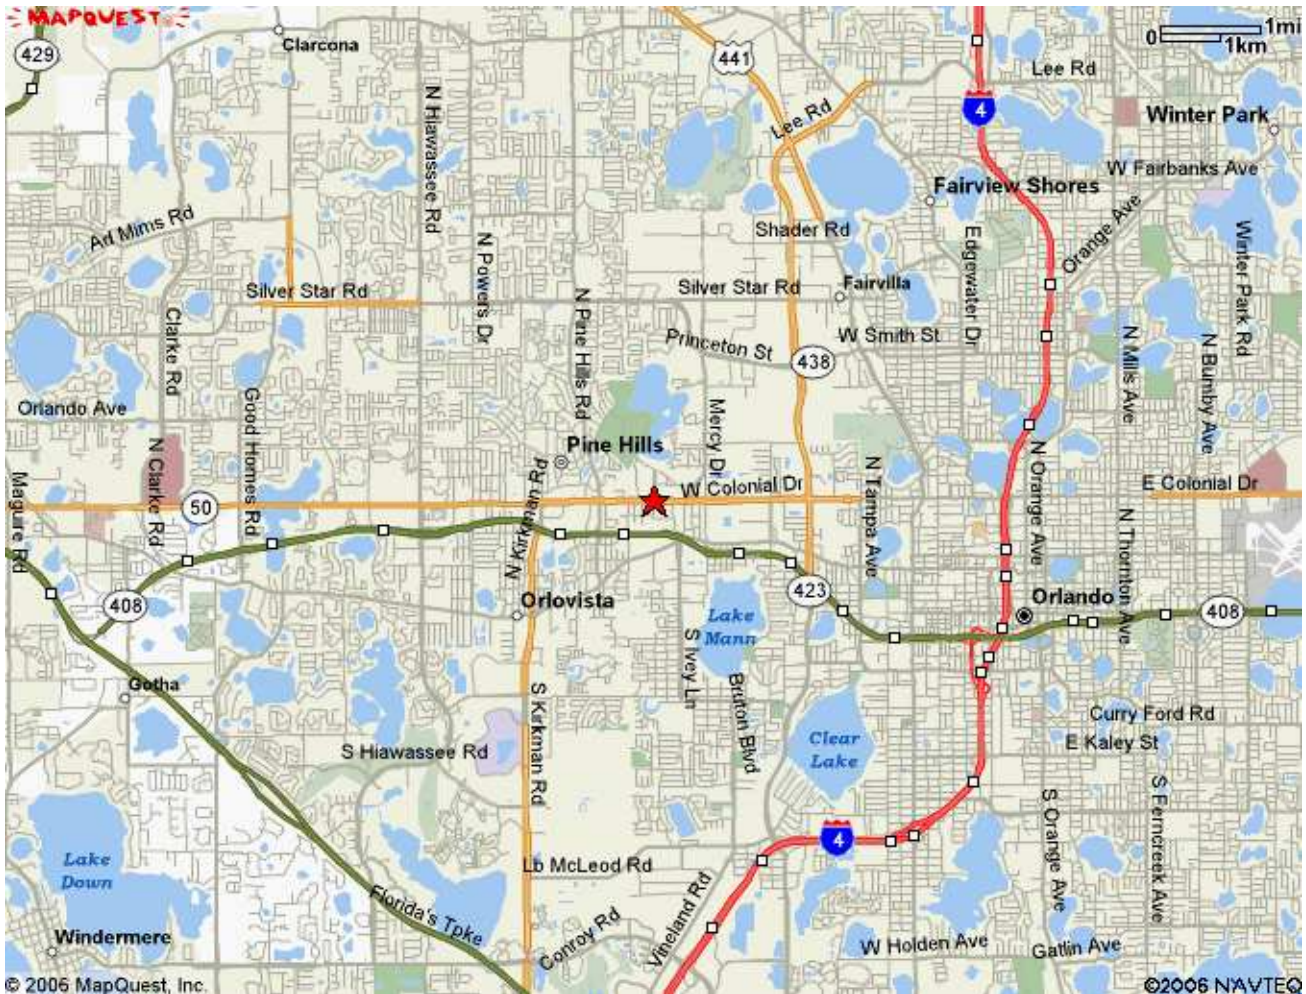 MAPQUEST
429
Clarcona
441
1mi
0
1km
Lee Rd
4
Lee Rd
Winter Park
N Hiawassee Rd
W Fairbanks Ave
Fairview Shores
Orange Ave
Arl Mims Rd
Shader Rd
N Powers Dr
Edgewater Dr
Winter Park Rd
Silver Star Rd
Silver Star Rd
Fairvilla
Clarke Rd
N Pine Hills Rd
Princeton St
W Smith St
438
N Mills Ave
N Bumby Ave
Orlando Ave
Good Homes Rd
Mercy Dr
Pine Hills
N Clarke Rd
Maguire Rd
50
N Kirkman Rd
W Colonial Dr
N Tampa Ave
N Orange Ave
E Colonial Dr
N Thornton Ave
408
Orlovista
423
Orlando
408
Lake
Mann
S Ivey Ln
Bruton Blvd
Gotha
S Kirkman Rd
S Hiawassee Rd
Clear
Lake
Curry Ford Rd
E Kaley St
S Orange Ave
S Ferncreek Ave
4
Lake
Down
Lb McLeod Rd
Florida's Tpke
Conroy Rd
Vineland Rd
Windermere
W Holden Ave
Gatlin Ave
© 2006 MapQuest, Inc.
©2006 NAVTEQ